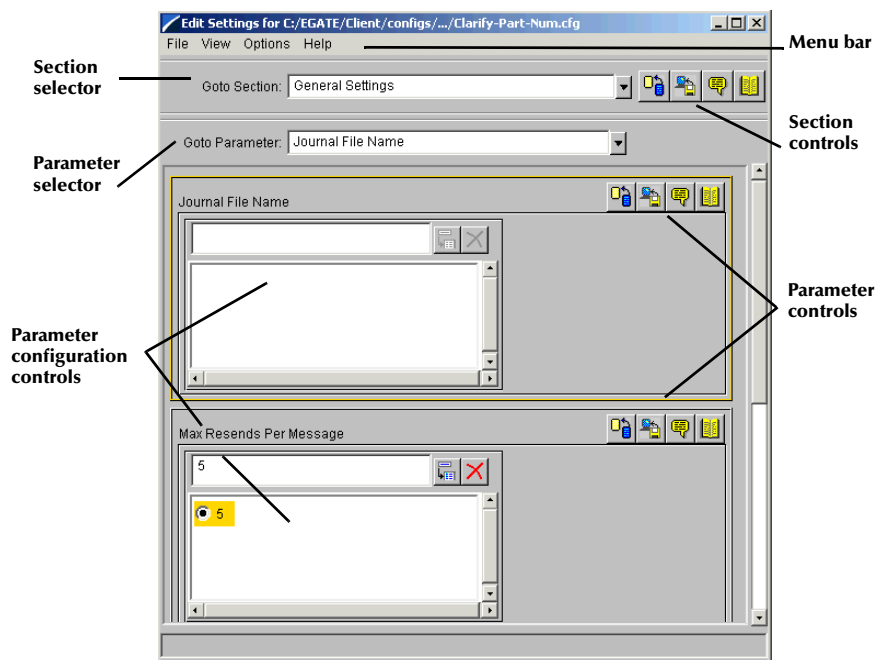 Edit Settings for C:/EGATE/Client/configs/.../Clarify-Part-Num.cfg
File View Options Help
Menu bar
Section
selector
Goto Section: General Settings
Section
controls
Goto Parameter: Journal File Name
Parameter
selector
Journal File Name
Parameter
controls
Parameter
configuration
controls
Max Resends Per Message
5
5